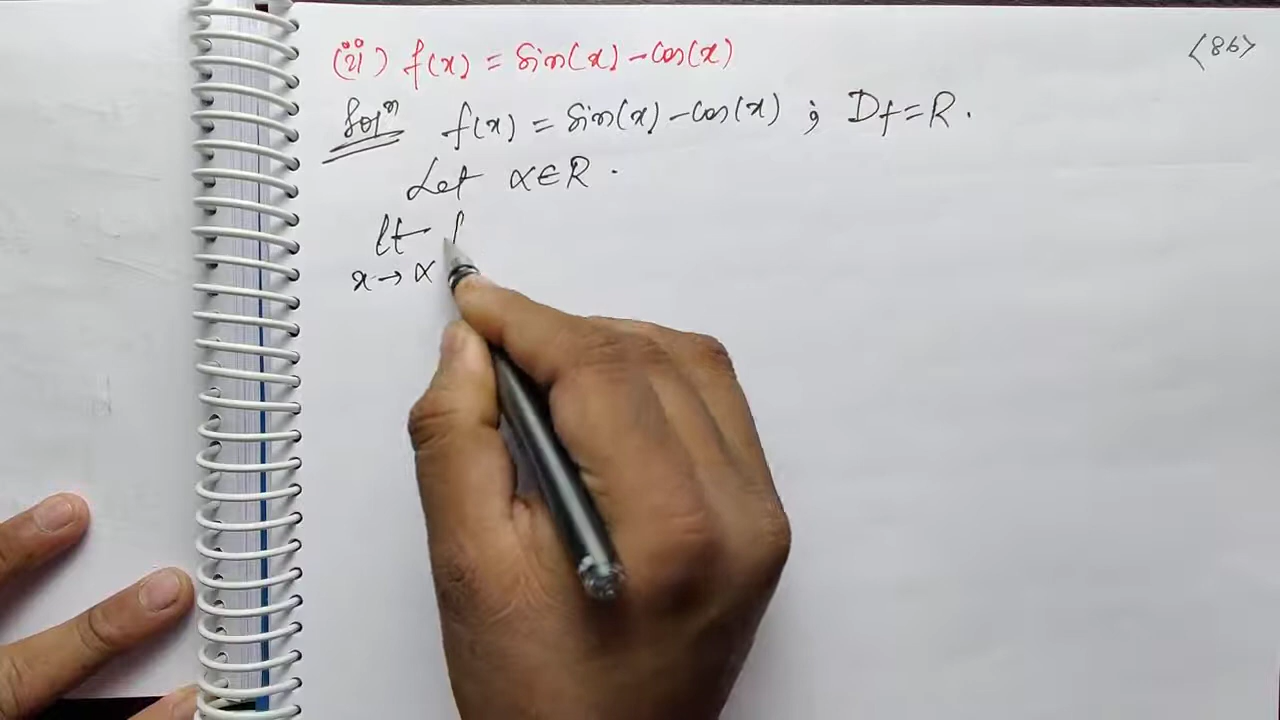 (ii) f(x) = Sin(x) - Cos(x)
<86>
Solⁿ f(x) = Sin(x) - Cos(x) ; Df = R.
Let α ∈ R .
lt f
x → α